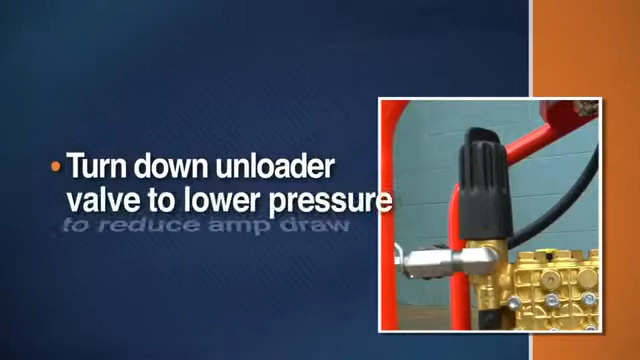 • Turn down unloader
valve to lower pressure
to reduce amp draw